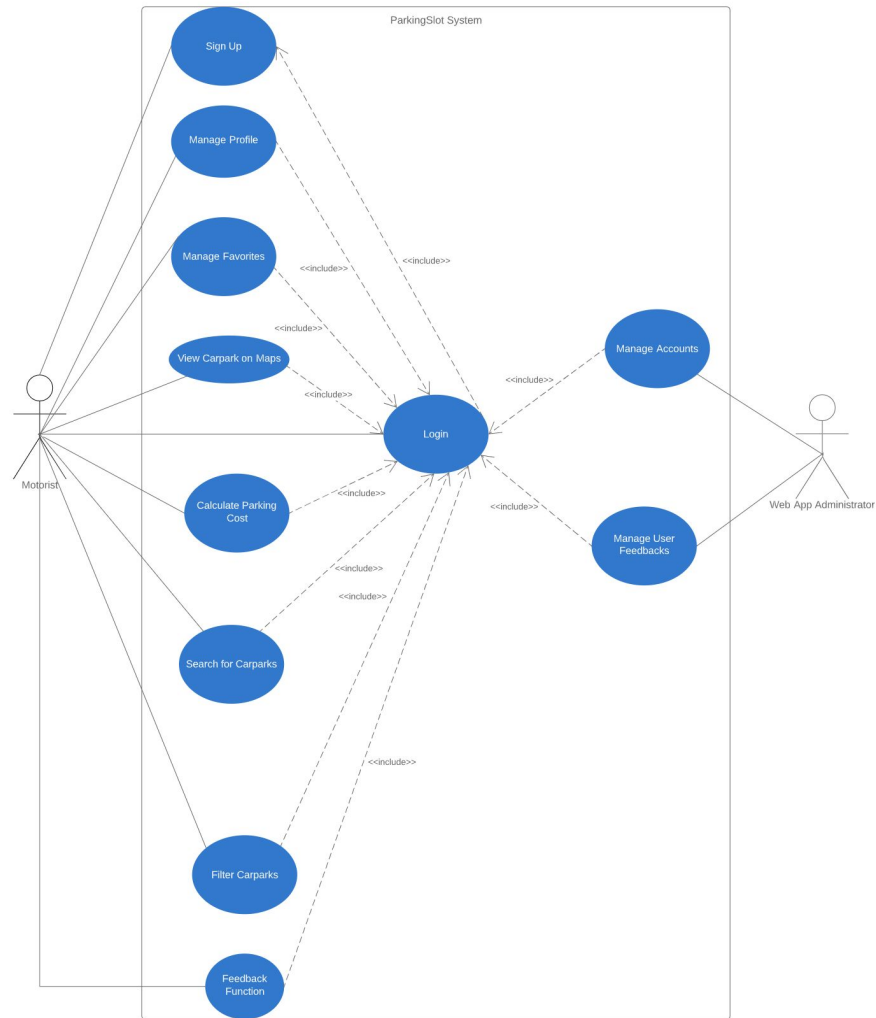 ParkingSlot System
Sign Up
Manage Profile
Manage Favorites
<<include>>
<<include>>
<<include>>
View Carpark on Maps
Manage Accounts
<<include>>
<<include>>
Login
Motorist
Calculate Parking
Cost
<<include>>
<<include>>
Web App Administrator
Manage User
Feedbacks
<<include>>
<<include>>
Search for Carparks
<<include>>
Filter Carparks
Feedback
Function